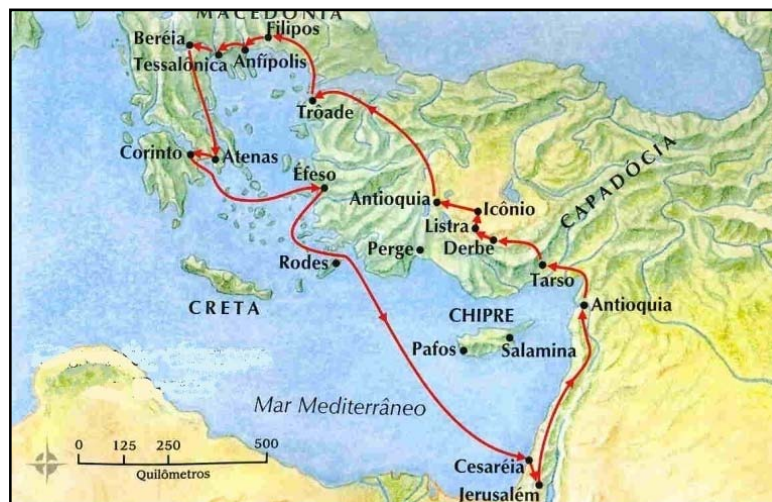 MACEDÔNIA
Filipos
Beréia
Tessalônica
Anfípolis
Trôade
Corinto
Atenas
Éfeso
Antioquia
Icônio
Listra
Derbe
CAPADÓCIA
Perge
Rodes
Tarso
CRETA
CHIPRE
Antioquia
Pafos
Salamina
Mar Mediterrâneo
0 125 250 500
Quilômetros
Cesaréia
Jerusalém